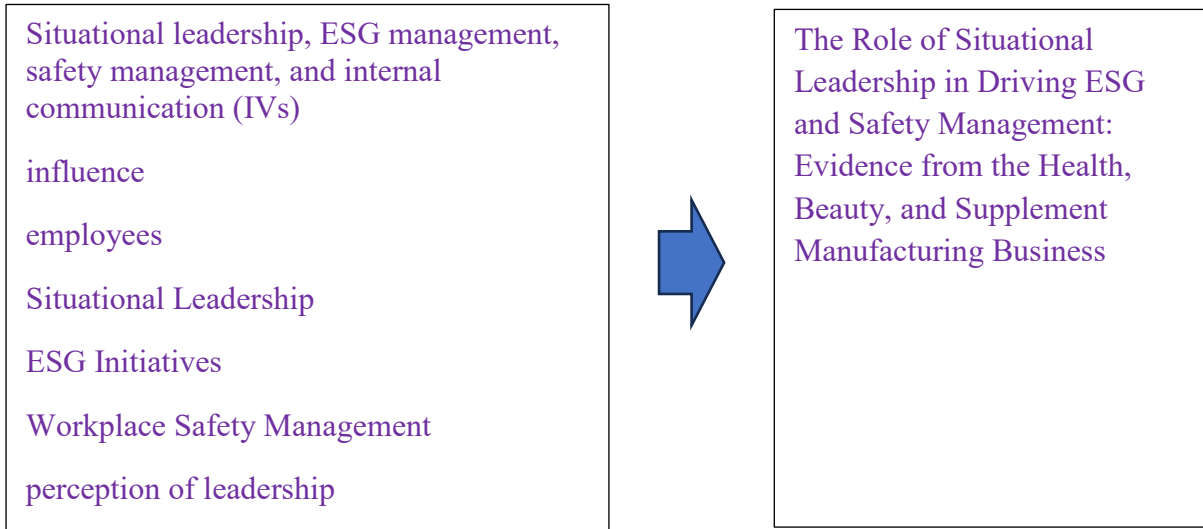 Situational leadership, ESG management,
safety management, and internal
communication (IVs)
influence
employees
Situational Leadership
ESG Initiatives
Workplace Safety Management
perception of leadership
The Role of Situational
Leadership in Driving ESG
and Safety Management:
Evidence from the Health,
Beauty, and Supplement
Manufacturing Business